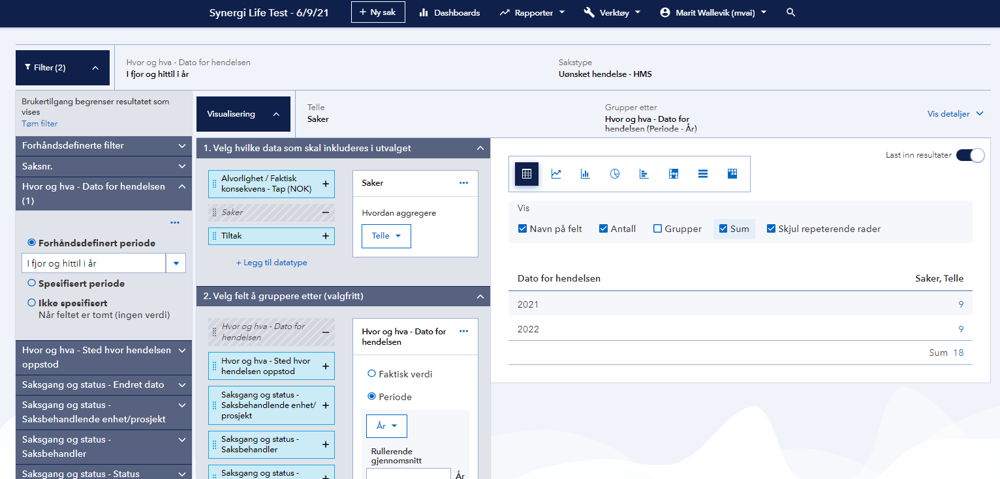 Synergi Life Test - 6/9/21
+ Ny sak
Dashboards
Rapporter
Verktøy
Marit Wallevik (mvai)
Filter (2)
Hvor og hva - Dato for hendelsen
I fjor og hittil i år
Sakstype
Uønsket hendelse - HMS
Brukertilgang begrenser resultatet som
vises
Tøm filter
Forhåndsdefinerte filter
Saksnr.
Hvor og hva - Dato for hendelsen
(1)
Forhåndsdefinert periode
I fjor og hittil i år
Spesifisert periode
Ikke spesifisert
Når feltet er tomt (ingen verdi)
Hvor og hva - Sted hvor hendelsen
oppstod
Saksgang og status - Endret dato
Saksgang og status -
Saksbehandlende enhet/prosjekt
Saksgang og status -
Saksbehandler
Saksgang og status - Status
Visualisering
Telle
Saker
Grupper etter
Hvor og hva - Dato for
hendelsen (Periode - År)
Vis detaljer
1. Velg hvilke data som skal inkluderes i utvalget
Alvorlighet / Faktisk
konsekvens - Tap (NOK)
Saker
Tiltak
+ Legg til datatype
Saker
Hvordan aggregere
Telle
2. Velg felt å gruppere etter (valgfritt)
Hvor og hva - Dato for
hendelsen
Hvor og hva - Sted hvor
hendelsen oppstod
Saksgang og status -
Saksbehandlende enhet/
prosjekt
Saksgang og status -
Saksbehandler
Saksgang og status -
Hvor og hva - Dato for
hendelsen
Faktisk verdi
Periode
År
Rullerende
gjennomsnitt
År
Last inn resultater
Vis
Navn på felt
Antall
Grupper
Sum
Skjul repeterende rader
Dato for hendelsen Saker, Telle
2021 9
2022 9
Sum 18